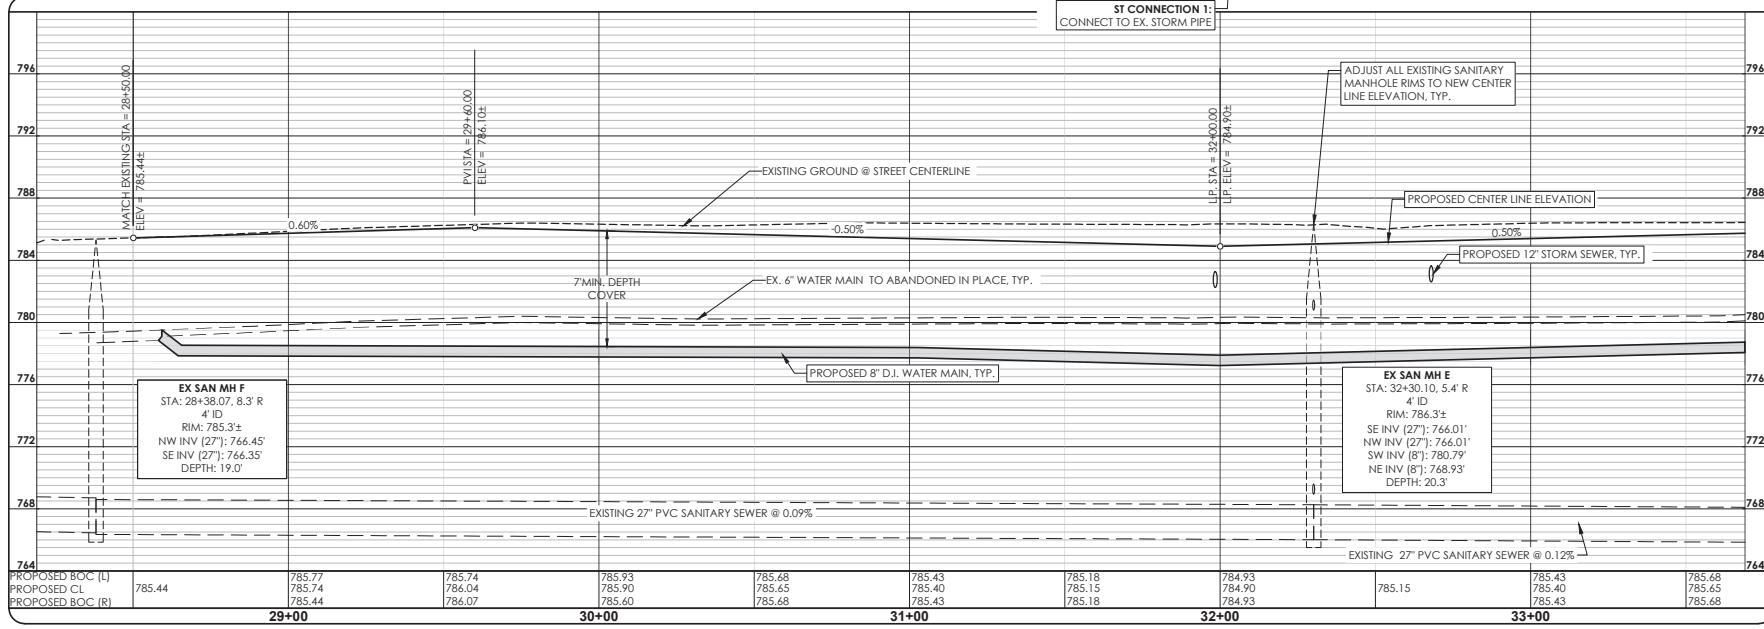 ST CONNECTION 1:
CONNECT TO EX. STORM PIPE
796
796
ADJUST ALL EXISTING SANITARY
MANHOLE RIMS TO NEW CENTER
LINE ELEVATION, TYP.
MATCH EXISTING STA = 28+50.00
ELEV = 785.44±
PVI STA = 29+60.00
ELEV = 786.10±
L.P. STA = 32+00.00
L.P. ELEV = 784.90±
792
792
EXISTING GROUND @ STREET CENTERLINE
788
788
PROPOSED CENTER LINE ELEVATION
0.60%
-0.50%
0.50%
784
784
PROPOSED 12" STORM SEWER, TYP.
7'MIN. DEPTH
COVER
EX. 6" WATER MAIN TO ABANDONED IN PLACE, TYP.
780
780
PROPOSED 8" D.I. WATER MAIN, TYP.
776
776
EX SAN MH F
STA: 28+38.07, 8.3' R
4' ID
RIM: 785.3'±
NW INV (27"): 766.45'
SE INV (27"): 766.35'
DEPTH: 19.0'
EX SAN MH E
STA: 32+30.10, 5.4' R
4' ID
RIM: 786.3'±
SE INV (27"): 766.01'
NW INV (27"): 766.01'
SW INV (8"): 780.79'
NE INV (8"): 768.93'
DEPTH: 20.3'
772
772
768
768
EXISTING 27" PVC SANITARY SEWER @ 0.09%
EXISTING 27" PVC SANITARY SEWER @ 0.12%
764
764
PROPOSED BOC (L) 785.77 785.74 785.93 785.68 785.43 785.18 784.93 785.43 785.68
PROPOSED CL 785.44 785.74 786.04 785.90 785.65 785.40 785.15 784.90 785.15 785.40 785.65
PROPOSED BOC (R) 785.44 786.07 785.60 785.68 785.43 785.18 784.93 785.43 785.68
29+00 30+00 31+00 32+00 33+00